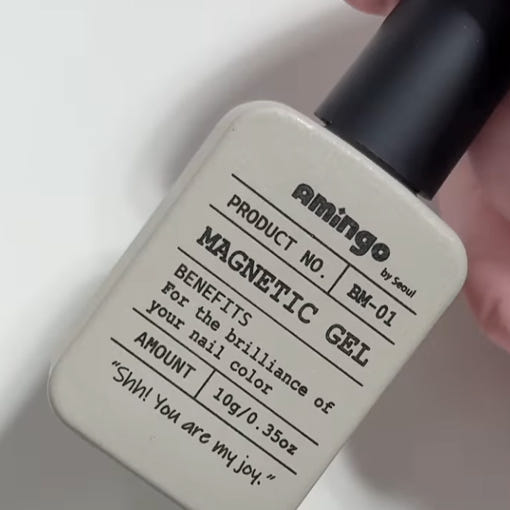 Amingo
by Seoul
PRODUCT NO. BM-01
MAGNETIC GEL
BENEFITS
For the brilliance of
your nail color
AMOUNT 10g/0.35oz
"Shh! You are my joy."